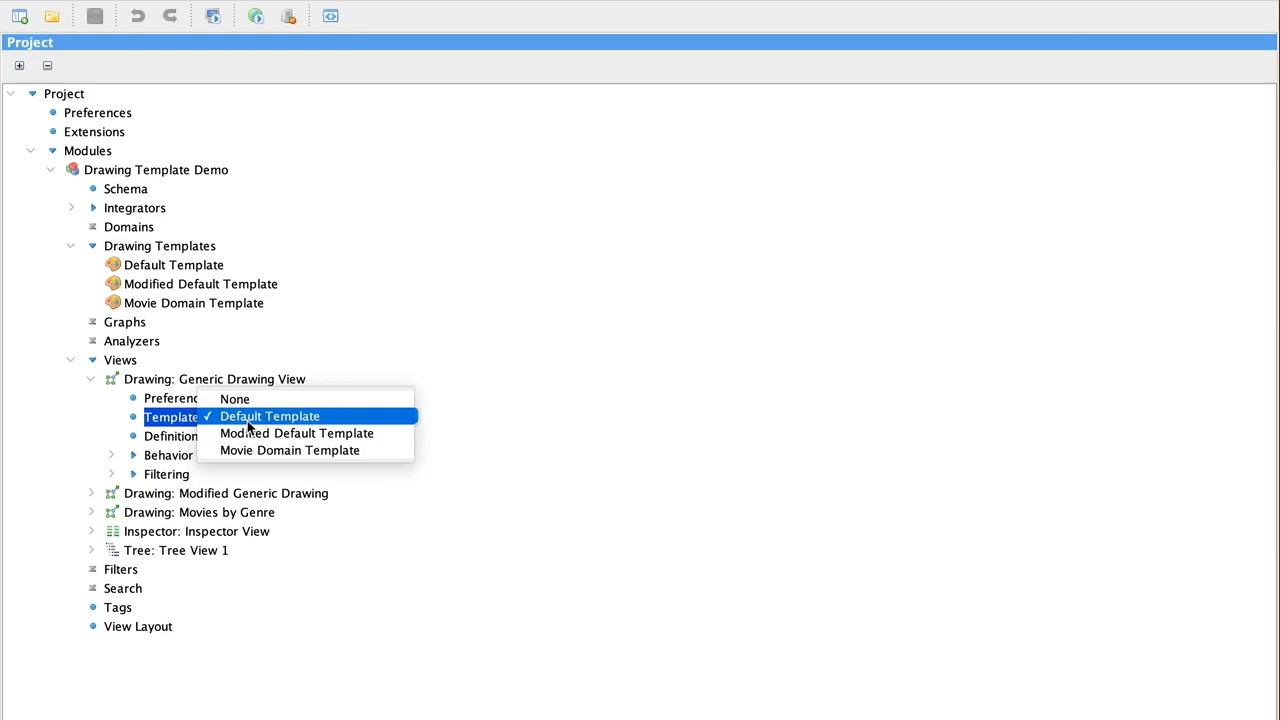 Project
Project
Preferences
Extensions
Modules
Drawing Template Demo
Schema
Integrators
Domains
Drawing Templates
Default Template
Modified Default Template
Movie Domain Template
Graphs
Analyzers
Views
Drawing: Generic Drawing View
Preferenc
None
Template
✓ Default Template
Definition
Modified Default Template
Behavior
Movie Domain Template
Filtering
Drawing: Modified Generic Drawing
Drawing: Movies by Genre
Inspector: Inspector View
Tree: Tree View 1
Filters
Search
Tags
View Layout